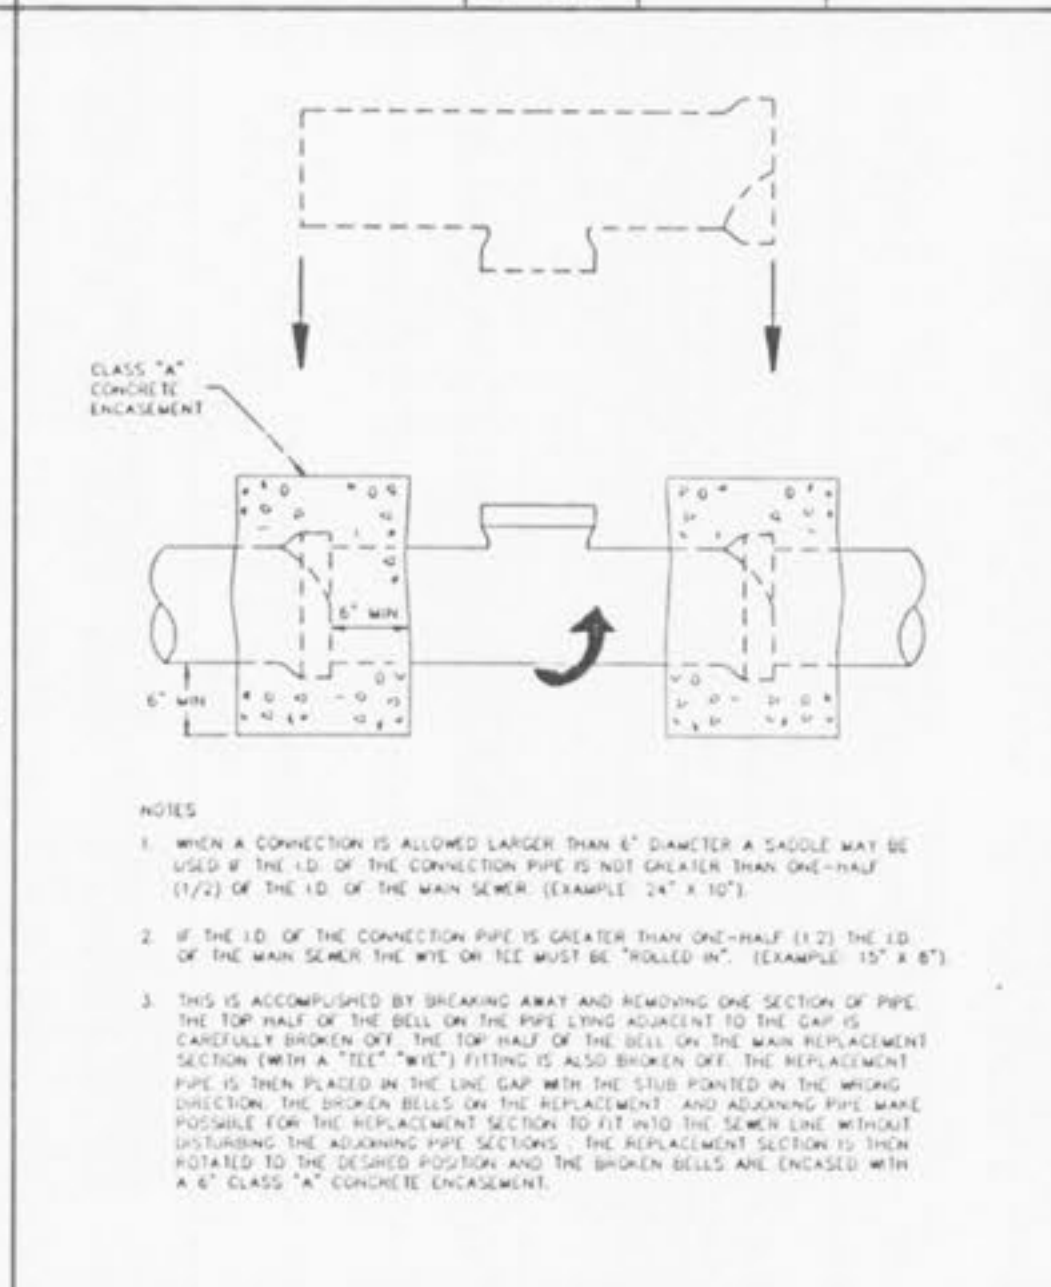 CLASS "A"
CONCRETE
ENCASEMENT
6" MIN
6" MIN
NOTES
1. WHEN A CONNECTION IS ALLOWED LARGER THAN 6" DIAMETER A SADDLE MAY BE
USED IF THE I.D. OF THE CONNECTION PIPE IS NOT GREATER THAN ONE-HALF
(1/2) OF THE I.D. OF THE MAIN SEWER (EXAMPLE: 24" X 10").
2. IF THE I.D. OF THE CONNECTION PIPE IS GREATER THAN ONE-HALF (1/2) THE I.D.
OF THE MAIN SEWER THE WYE OR TEE MUST BE "ROLLED IN". (EXAMPLE: 15" X 8").
3. THIS IS ACCOMPLISHED BY BREAKING AWAY AND REMOVING ONE SECTION OF PIPE.
THE TOP HALF OF THE BELL ON THE PIPE LYING ADJACENT TO THE GAP IS
CAREFULLY BROKEN OFF. THE TOP HALF OF THE BELL ON THE MAIN REPLACEMENT
SECTION (WITH A "TEE" "WYE") FITTING IS ALSO BROKEN OFF. THE REPLACEMENT
PIPE IS THEN PLACED IN THE LINE GAP WITH THE STUB POINTED IN THE WRONG
DIRECTION. THE BROKEN BELLS ON THE REPLACEMENT AND ADJOINING PIPE MAKE
POSSIBLE FOR THE REPLACEMENT SECTION TO FIT INTO THE SEWER LINE WITHOUT
DISTURBING THE ADJOINING PIPE SECTIONS. THE REPLACEMENT SECTION IS THEN
ROTATED TO THE DESIRED POSITION AND THE BROKEN BELLS ARE ENCASED WITH
A 6" CLASS "A" CONCRETE ENCASEMENT.